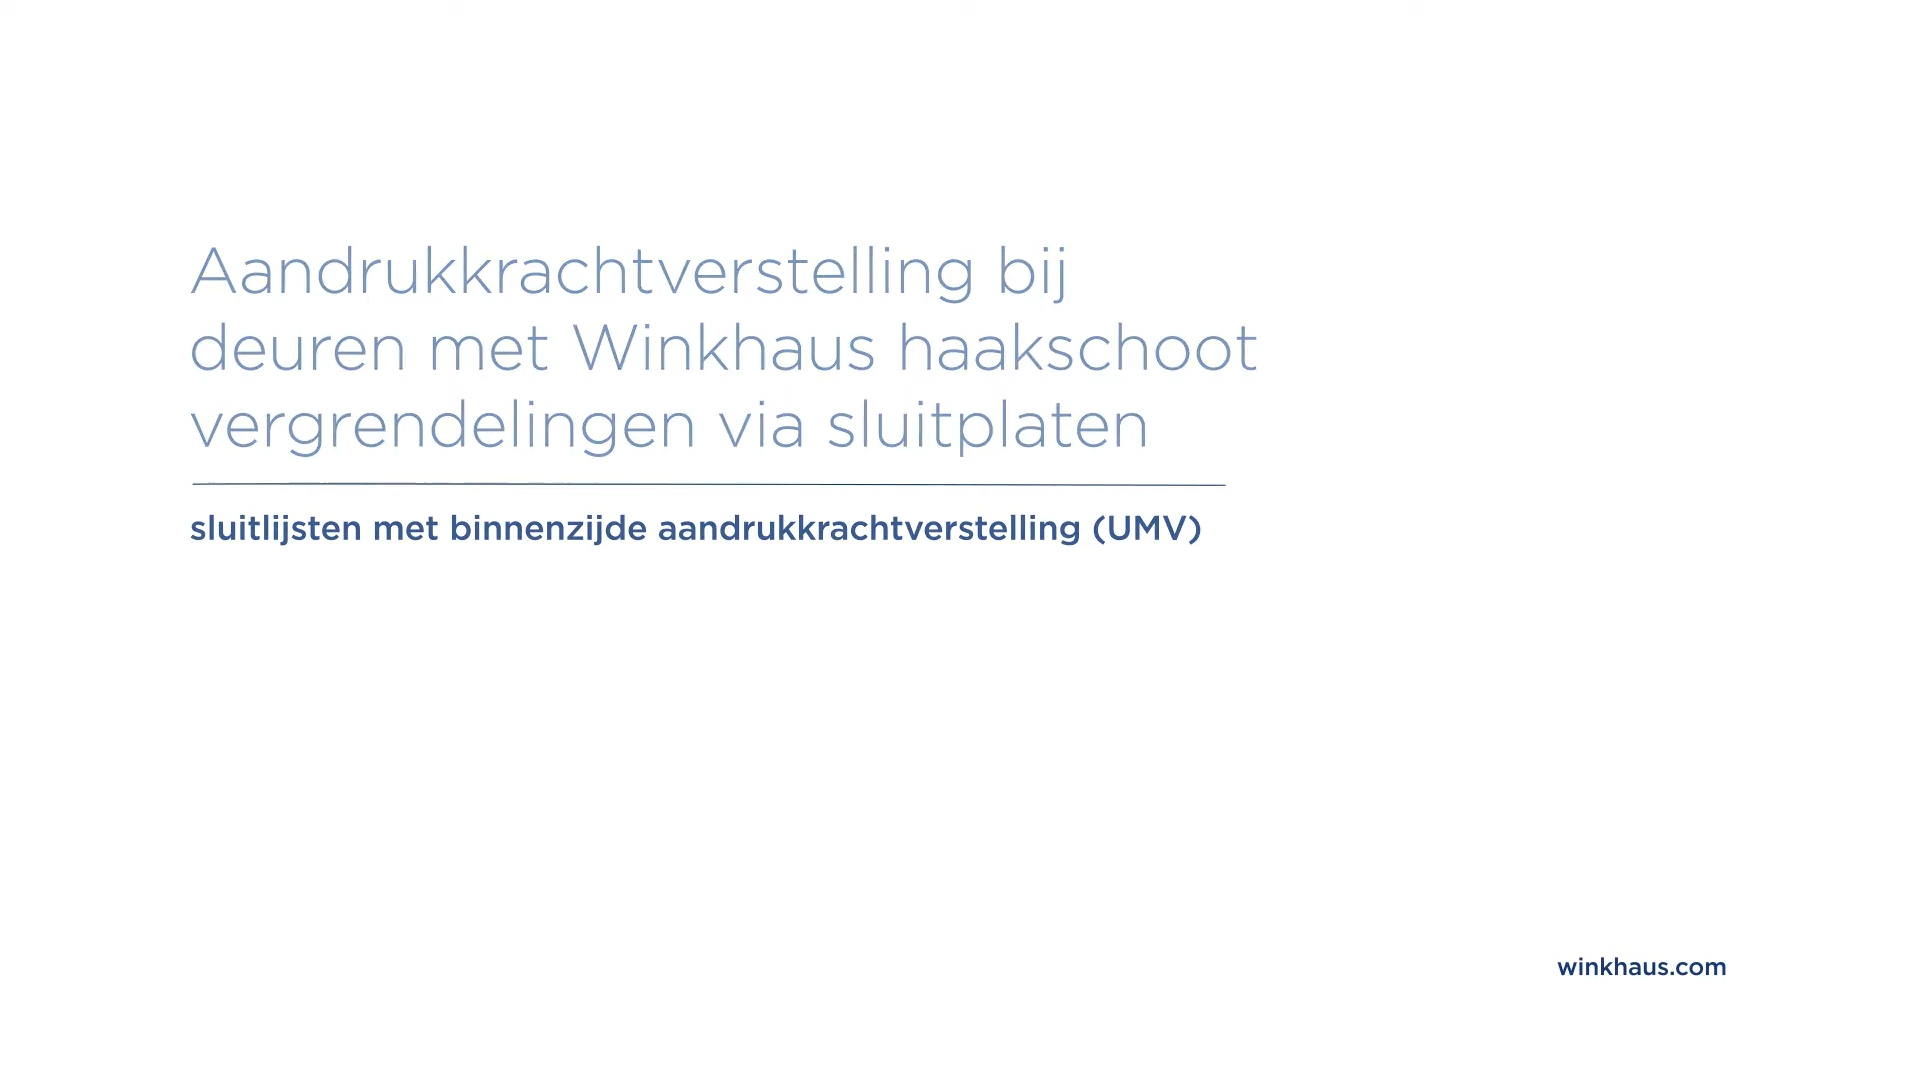 Aandrukkrachtverstelling bij
deuren met Winkhaus haakschoot
vergrendelingen via sluitplaten
sluitlijsten met binnenzijde aandrukkrachtverstelling (UMV)
winkhaus.com